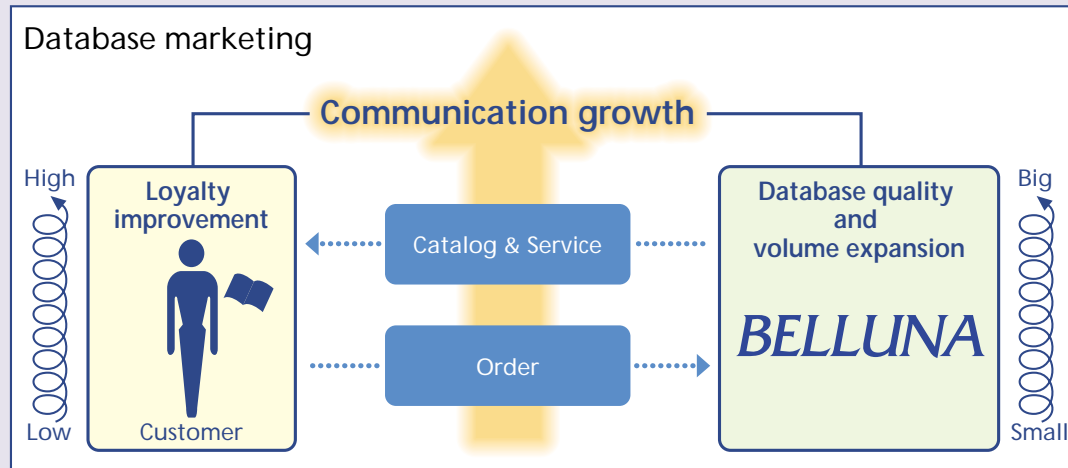 Database marketing
Communication growth
High
Loyalty
improvement
Low
Customer
Catalog & Service
Order
Database quality
and
volume expansion
BELLUNA
Big
Small